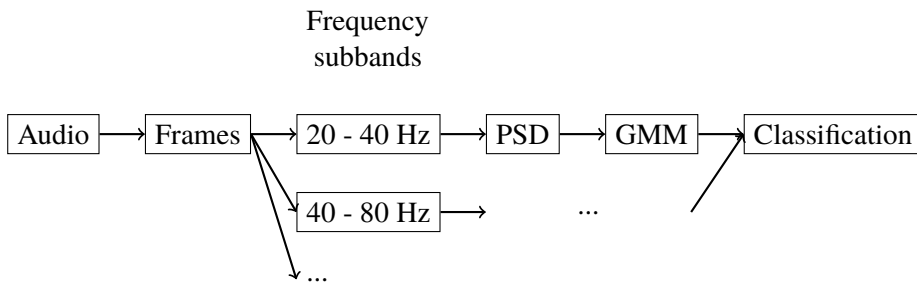 Frequency
subbands
Audio
Frames
20 - 40 Hz
PSD
GMM
Classification
40 - 80 Hz
...
...